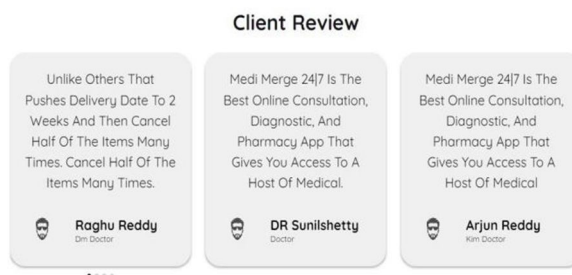 Client Review
Unlike Others That
Pushes Delivery Date To 2
Weeks And Then Cancel
Half Of The Items Many
Times. Cancel Half Of The
Items Many Times.
Raghu Reddy
Dm Doctor
Medi Merge 24|7 Is The
Best Online Consultation,
Diagnostic, And
Pharmacy App That
Gives You Access To A
Host Of Medical.
DR Sunilshetty
Doctor
Medi Merge 24|7 Is The
Best Online Consultation,
Diagnostic, And
Pharmacy App That
Gives You Access To A
Host Of Medical
Arjun Reddy
Kim Doctor